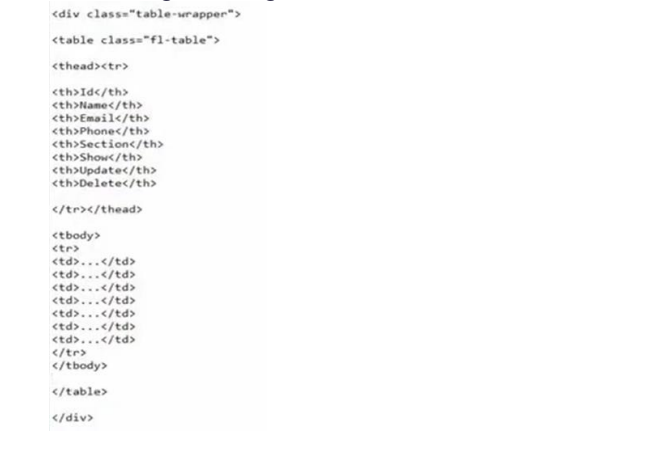 <div class="table-wrapper">
<table class="fl-table">
<thead><tr>
<th>Id</th>
<th>Name</th>
<th>Email</th>
<th>Phone</th>
<th>Section</th>
<th>Show</th>
<th>Update</th>
<th>Delete</th>
</tr></thead>
<tbody>
<tr>
<td>...</td>
<td>...</td>
<td>...</td>
<td>...</td>
<td>...</td>
<td>...</td>
<td>...</td>
</tr>
</tbody>
</table>
</div>